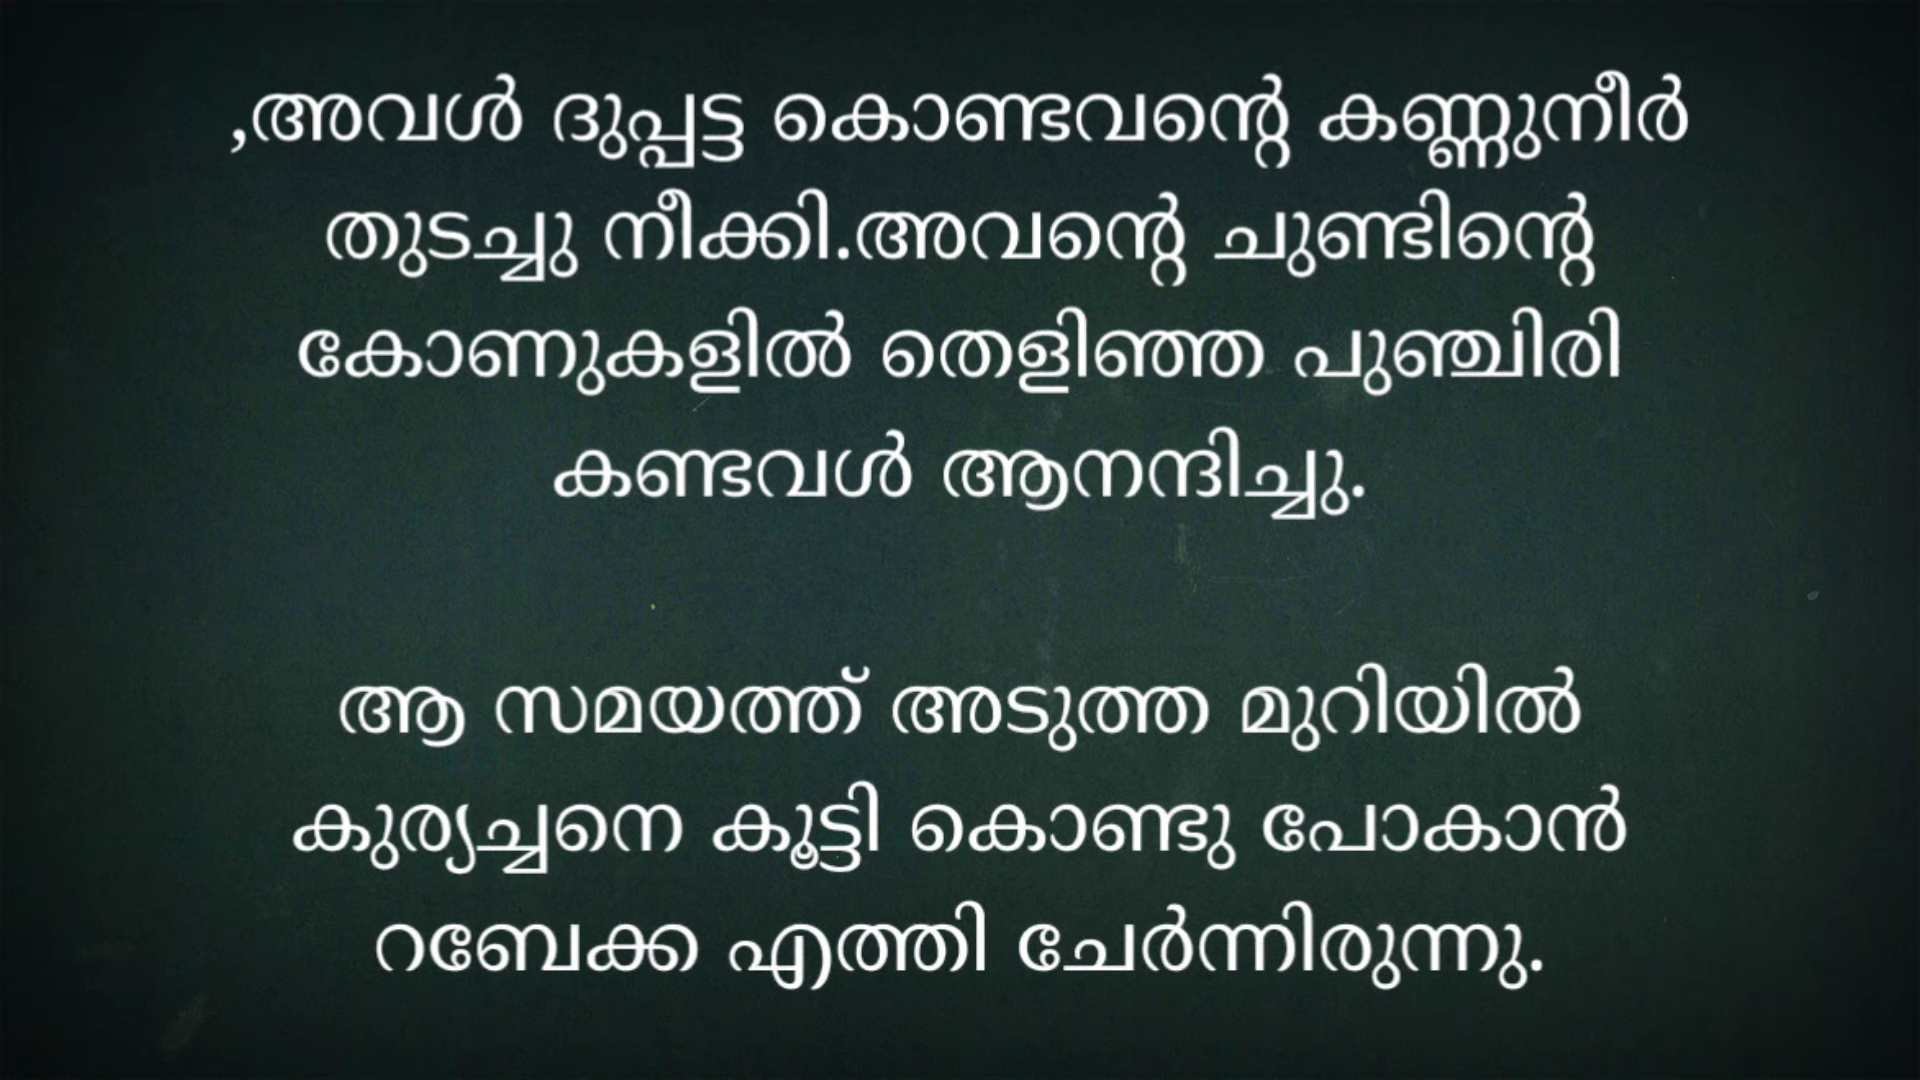 ,അവൾ ദുപ്പട്ട കൊണ്ടവന്റെ കണ്ണുനീർ
തുടച്ചു നീക്കി.അവന്റെ ചുണ്ടിന്റെ
കോണുകളിൽ തെളിഞ്ഞ പുഞ്ചിരി
കണ്ടവൾ ആനന്ദിച്ചു.
ആ സമയത്ത് അടുത്ത മുറിയിൽ
കുര്യച്ചനെ കൂട്ടി കൊണ്ടു പോകാൻ
റബേക്ക എത്തി ചേർന്നിരുന്നു.